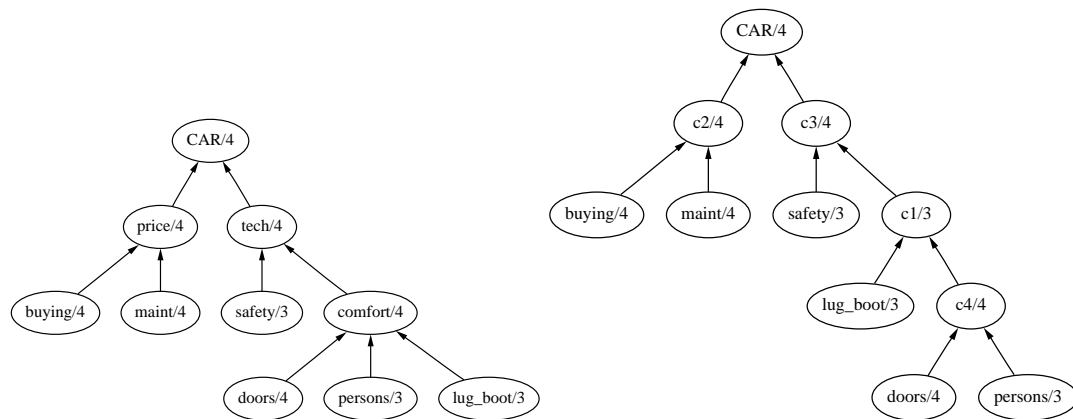 CAR/4
price/4
tech/4
buying/4
maint/4
safety/3
comfort/4
doors/4
persons/3
lug_boot/3
CAR/4
c2/4
c3/4
buying/4
maint/4
safety/3
c1/3
lug_boot/3
c4/4
doors/4
persons/3